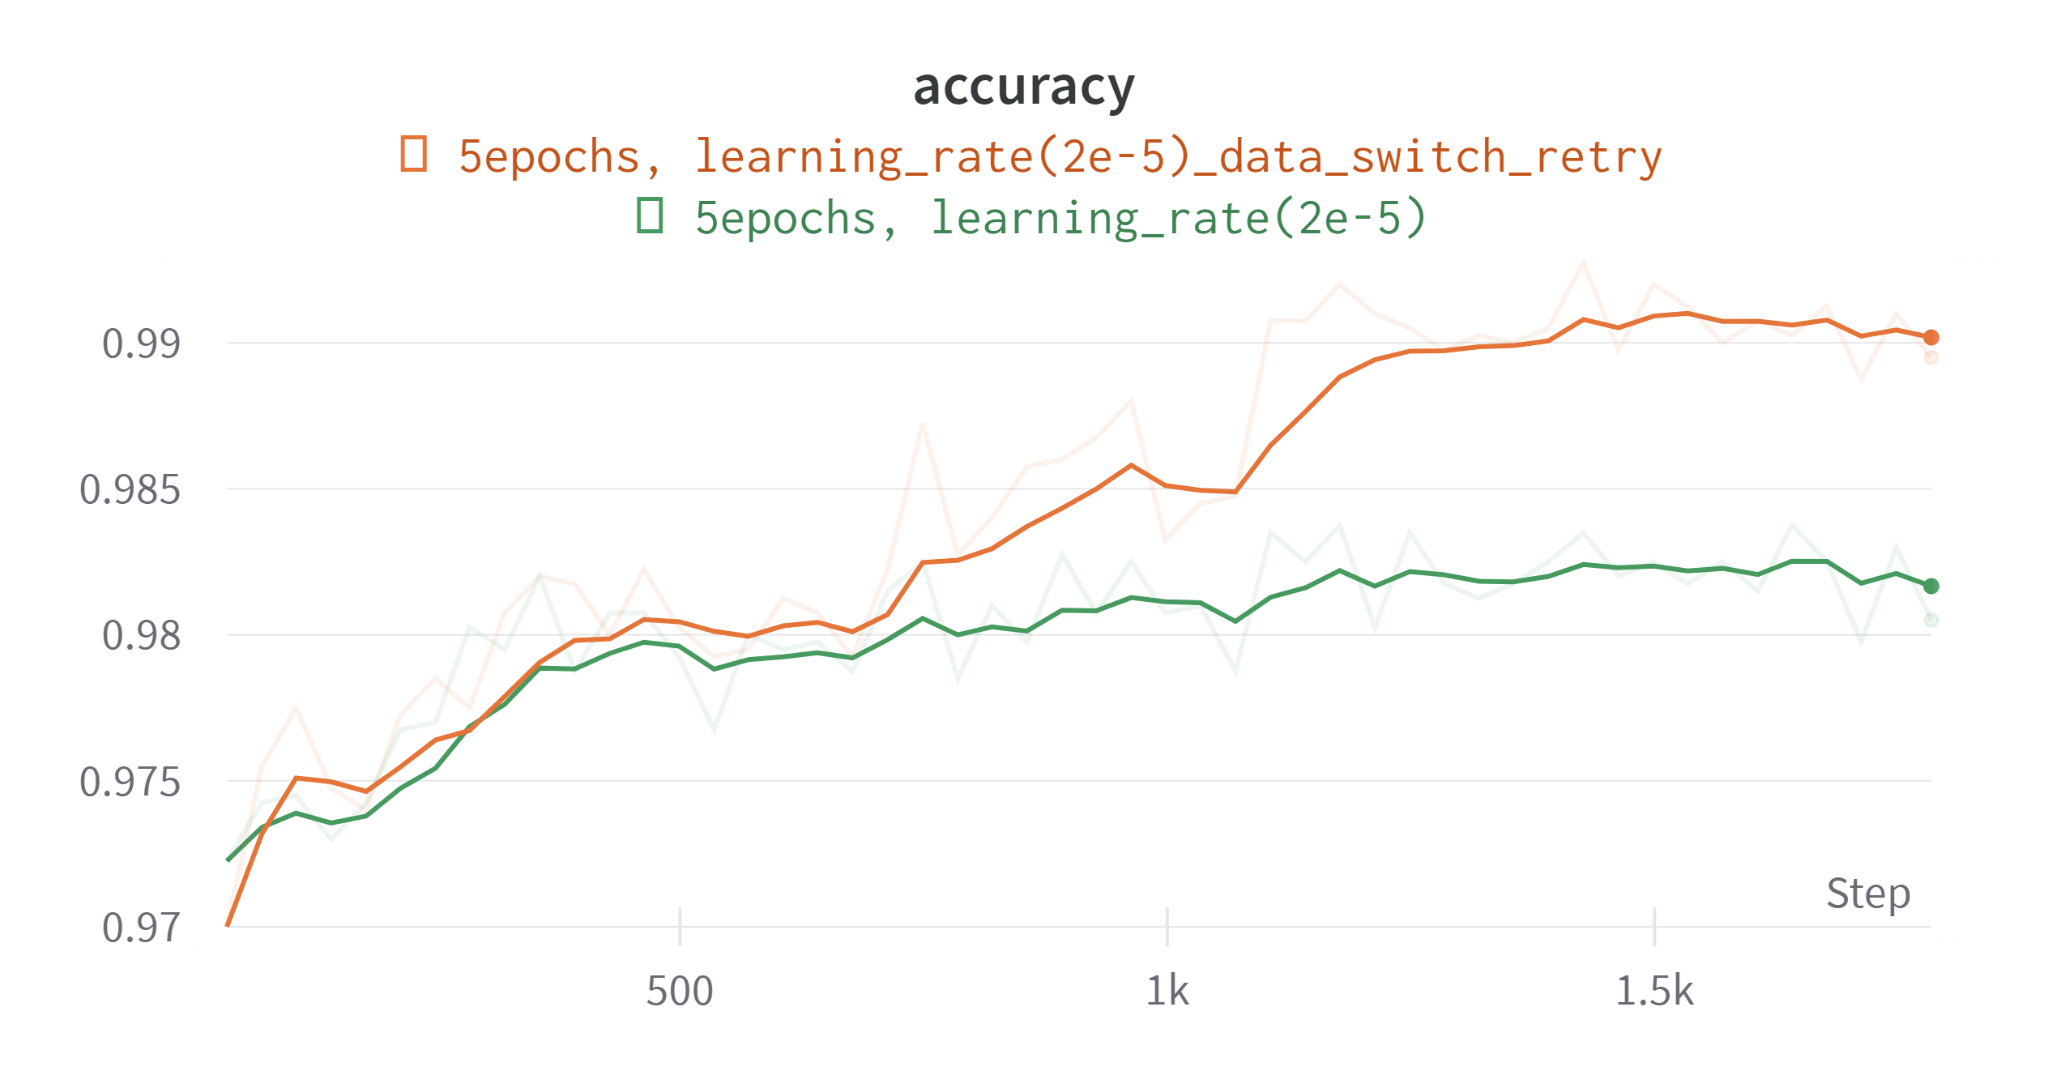 accuracy
5epochs, learning_rate(2e-5)_data_switch_retry
5epochs, learning_rate(2e-5)
0.99
0.985
0.98
0.975
0.97
Step
500 1k 1.5k